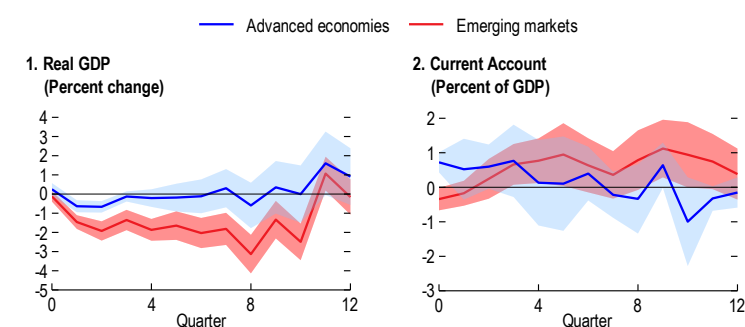 Advanced economies Emerging markets
1. Real GDP
(Percent change)
4
3
2
1
0
-1
-2
-3
-4
-5
0 4 8 12
Quarter
2. Current Account
(Percent of GDP)
2
1
0
-1
-2
-3
0 4 8 12
Quarter